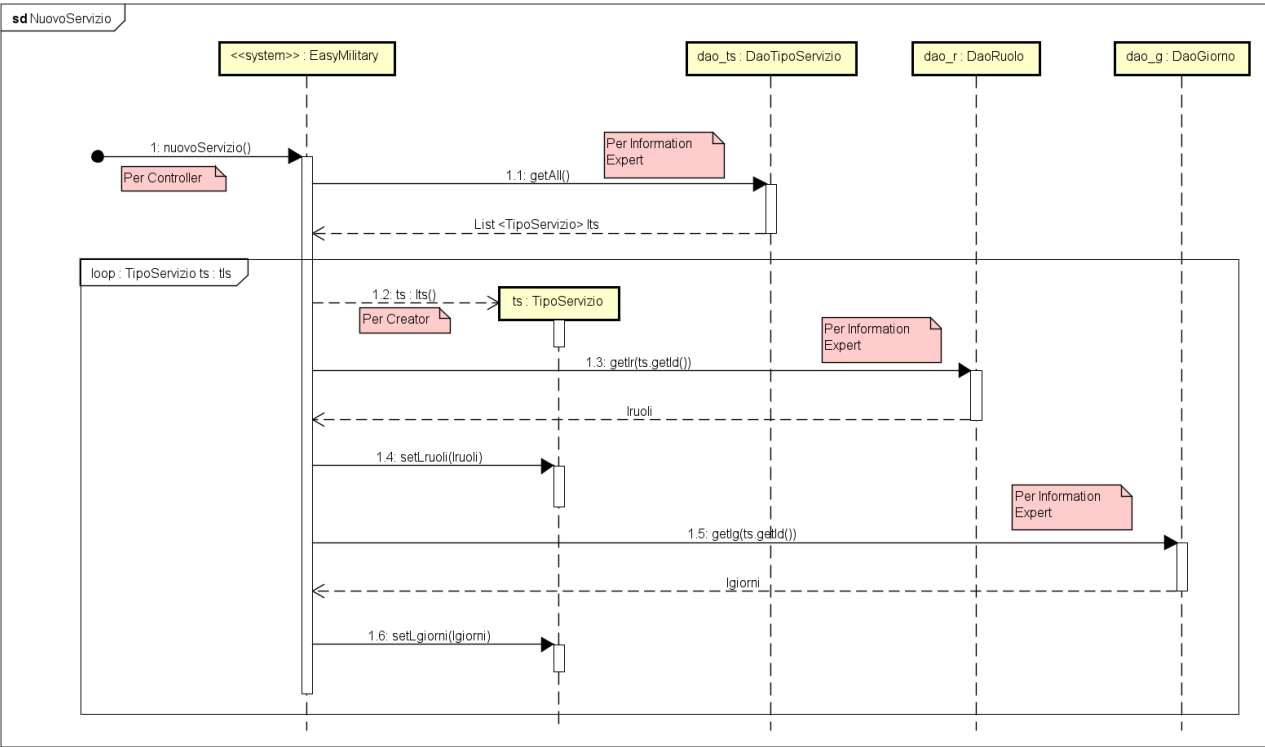 sd NuovoServizio
<<system>> : EasyMilitary
dao_ts : DaoTipoServizio
dao_r : DaoRuolo
dao_g : DaoGiorno
1: nuovoServizio()
Per Controller
Per Information
Expert
1.1: getAll()
List <TipoServizio> lts
loop : TipoServizio ts : tls
1.2: ts : lts()
ts : TipoServizio
Per Creator
Per Information
Expert
1.3: getlr(ts.getId())
lruoli
1.4: setLruoli(lruoli)
Per Information
Expert
1.5: getlg(ts.getId())
lgiorni
1.6: setLgiorni(lgiorni)